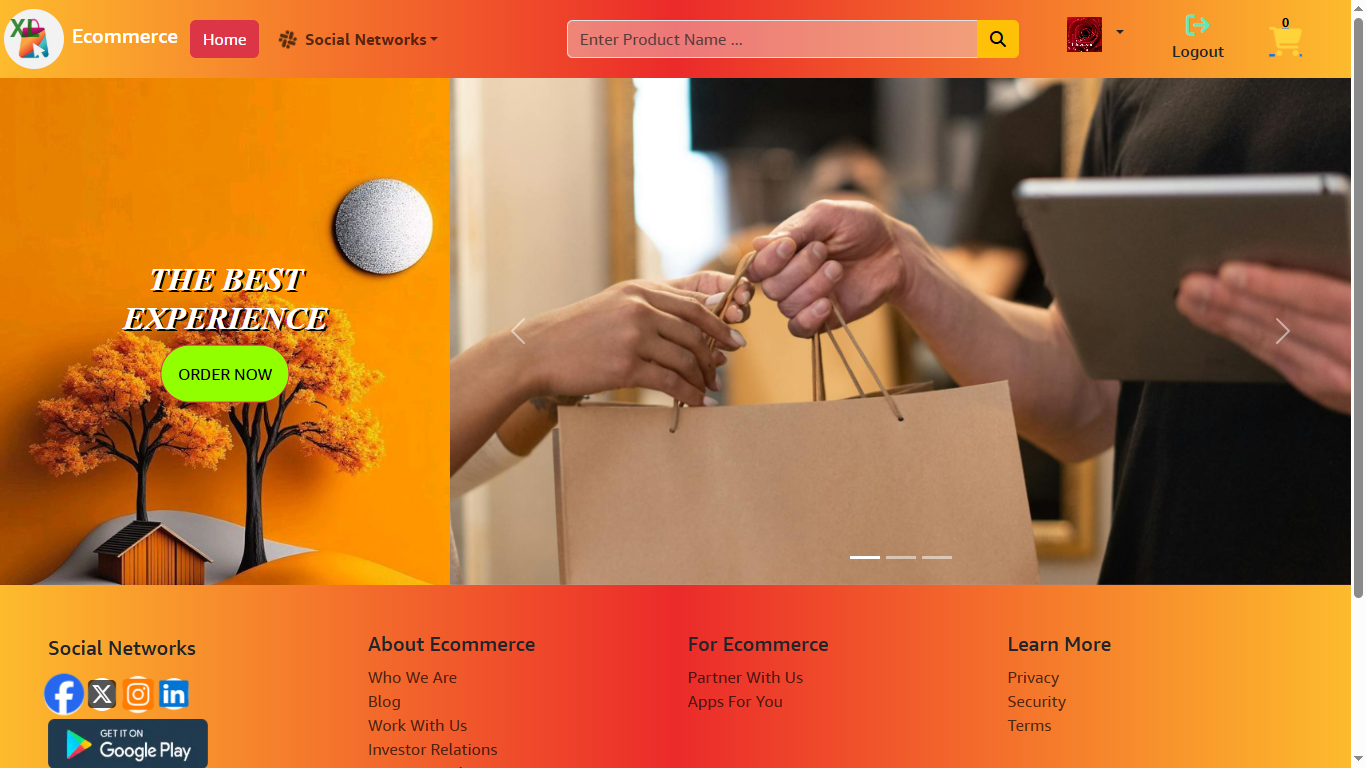 XL
Ecommerce
Home
Social Networks
Enter Product Name ...
Logout
0
THE BEST
EXPERIENCE
ORDER NOW
Social Networks
GET IT ON
Google Play
About Ecommerce
Who We Are
Blog
Work With Us
Investor Relations
For Ecommerce
Partner With Us
Apps For You
Learn More
Privacy
Security
Terms